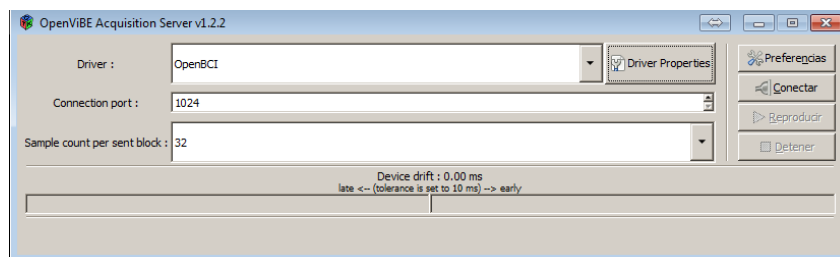 OpenViBE Acquisition Server v1.2.2
Driver :
OpenBCI
Driver Properties
Preferencias
Connection port :
1024
Conectar
Sample count per sent block :
32
Reproducir
Detener
Device drift : 0.00 ms
late <-- (tolerance is set to 10 ms) --> early